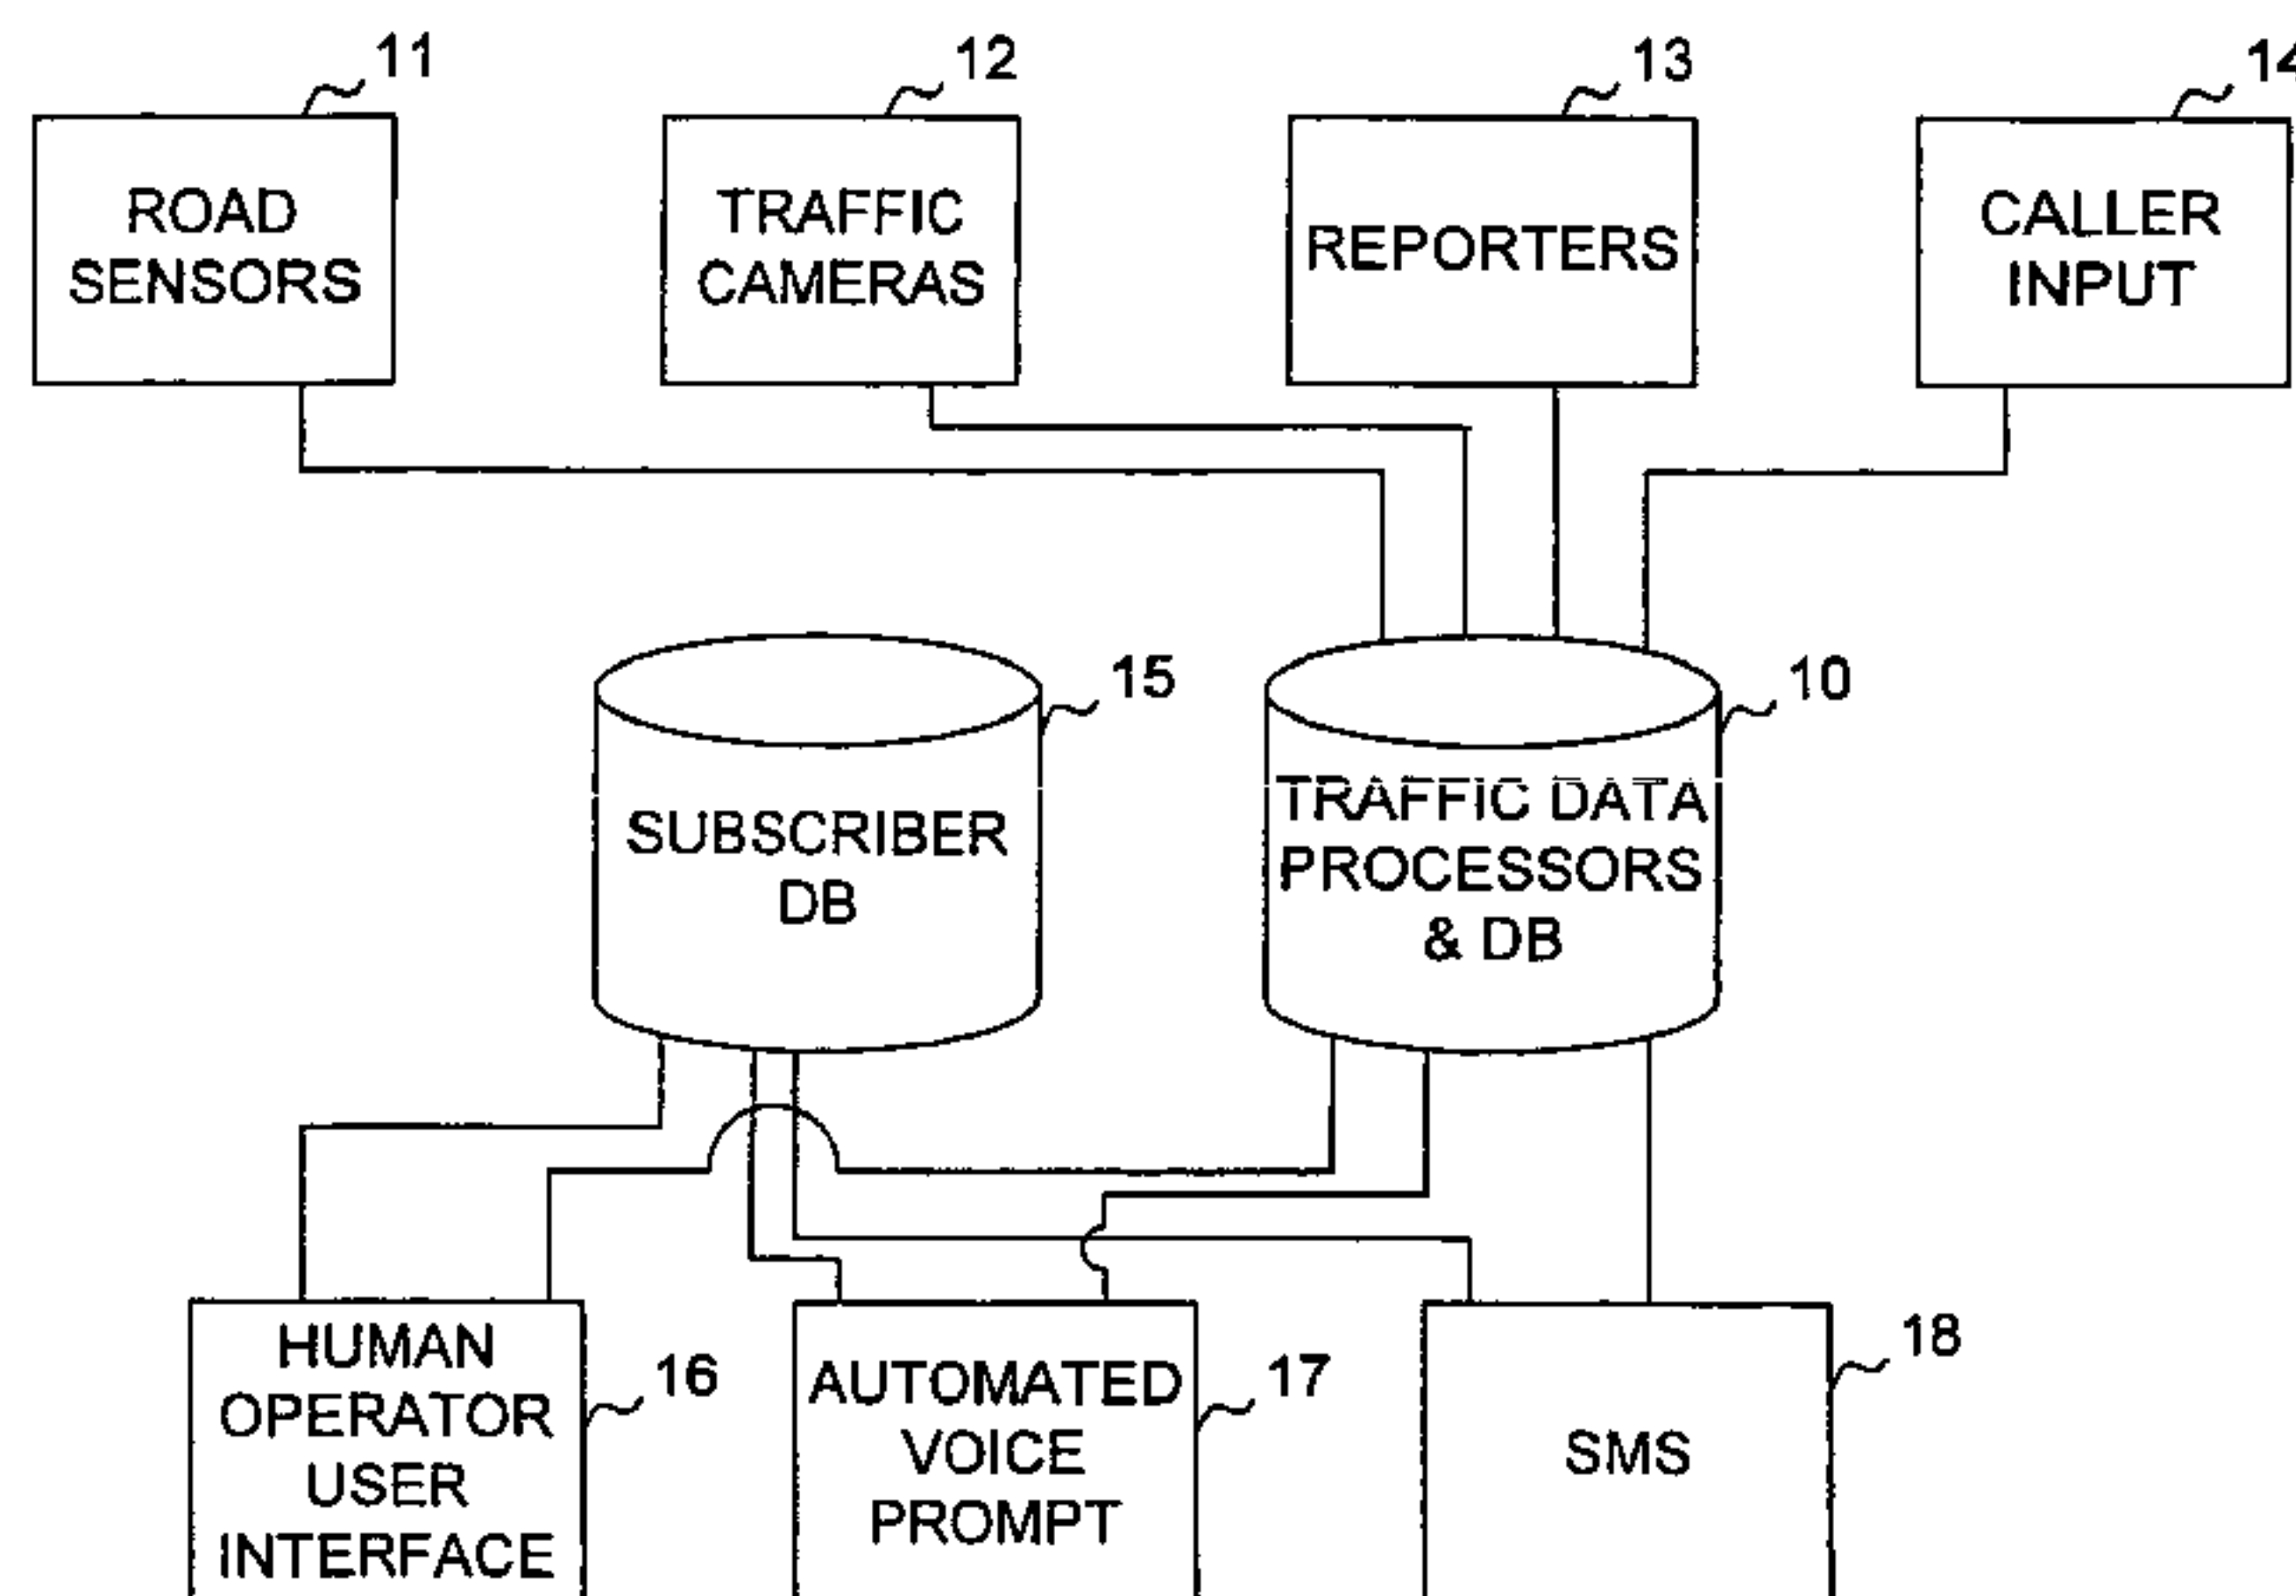 11
12
13
14
ROAD
SENSORS
TRAFFIC
CAMERAS
REPORTERS
CALLER
INPUT
15
10
SUBSCRIBER
DB
TRAFFIC DATA
PROCESSORS
& DB
HUMAN
OPERATOR
USER
INTERFACE
16
AUTOMATED
VOICE
PROMPT
17
SMS
18